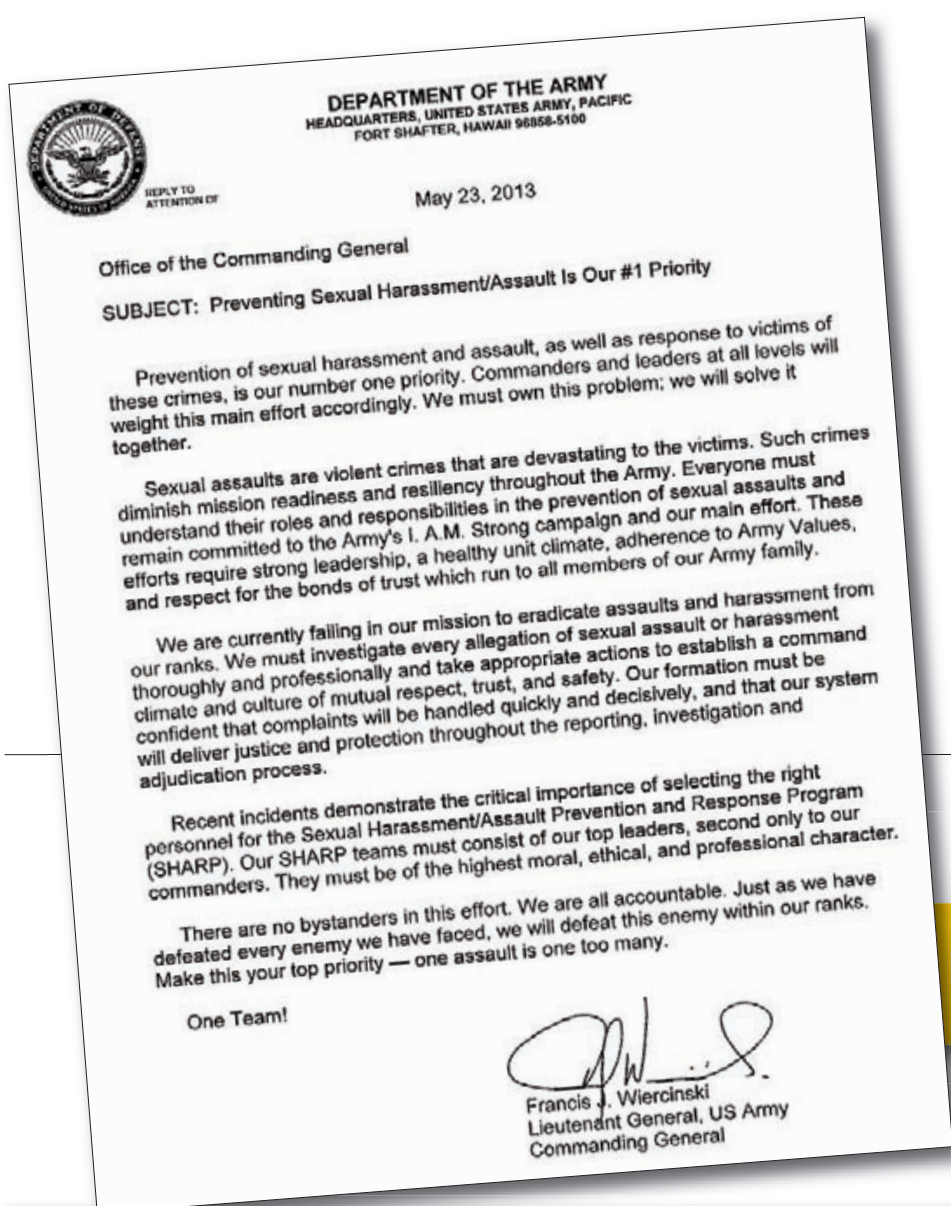 DEPARTMENT OF THE ARMY
HEADQUARTERS, UNITED STATES ARMY, PACIFIC
FORT SHAFTER, HAWAII 96858-5100
DEPARTMENT OF DEFENSE
UNITED STATES OF AMERICA
REPLY TO
ATTENTION OF
May 23, 2013
Office of the Commanding General
SUBJECT: Preventing Sexual Harassment/Assault Is Our #1 Priority
Prevention of sexual harassment and assault, as well as response to victims of
these crimes, is our number one priority. Commanders and leaders at all levels will
weight this main effort accordingly. We must own this problem; we will solve it
together.
Sexual assaults are violent crimes that are devastating to the victims. Such crimes
diminish mission readiness and resiliency throughout the Army. Everyone must
understand their roles and responsibilities in the prevention of sexual assaults and
remain committed to the Army's I. A.M. Strong campaign and our main effort. These
efforts require strong leadership, a healthy unit climate, adherence to Army Values,
and respect for the bonds of trust which run to all members of our Army family.
We are currently failing in our mission to eradicate assaults and harassment from
our ranks. We must investigate every allegation of sexual assault or harassment
thoroughly and professionally and take appropriate actions to establish a command
climate and culture of mutual respect, trust, and safety. Our formation must be
confident that complaints will be handled quickly and decisively, and that our system
will deliver justice and protection throughout the reporting, investigation and
adjudication process.
Recent incidents demonstrate the critical importance of selecting the right
personnel for the Sexual Harassment/Assault Prevention and Response Program
(SHARP). Our SHARP teams must consist of our top leaders, second only to our
commanders. They must be of the highest moral, ethical, and professional character.
There are no bystanders in this effort. We are all accountable. Just as we have
defeated every enemy we have faced, we will defeat this enemy within our ranks.
Make this your top priority — one assault is one too many.
One Team!
Francis J. Wiercinski
Lieutenant General, US Army
Commanding General